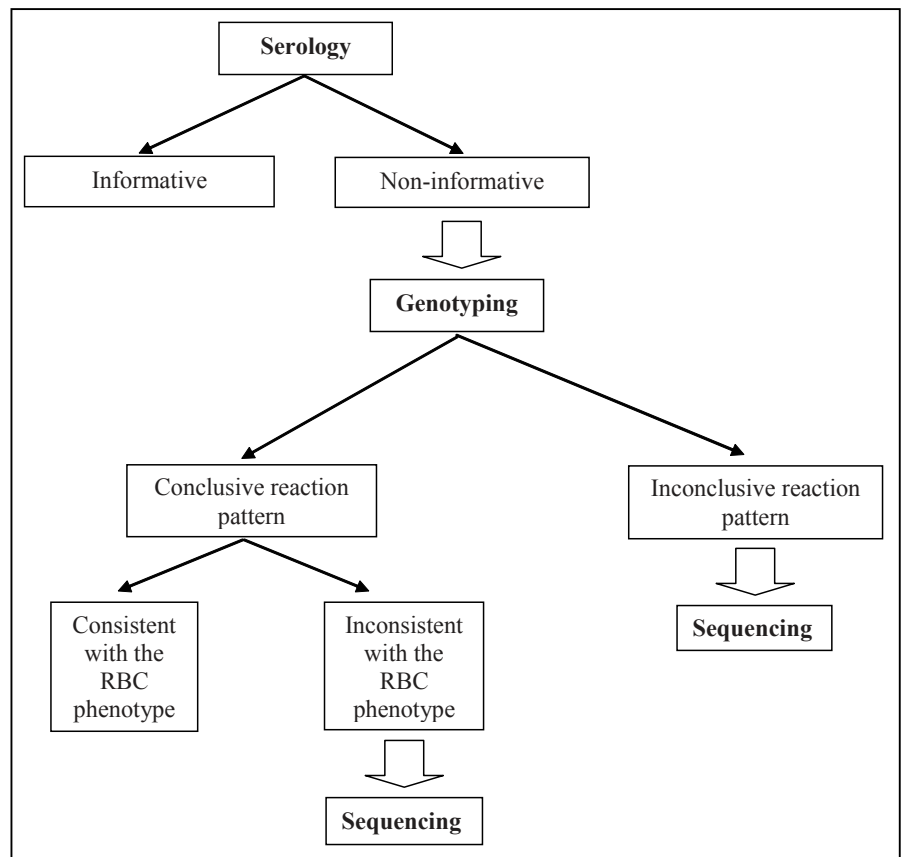 Serology
Informative
Non-informative
Genotyping
Conclusive reaction
pattern
Inconclusive reaction
pattern
Consistent
with the
RBC
phenotype
Inconsistent
with the
RBC
phenotype
Sequencing
Sequencing